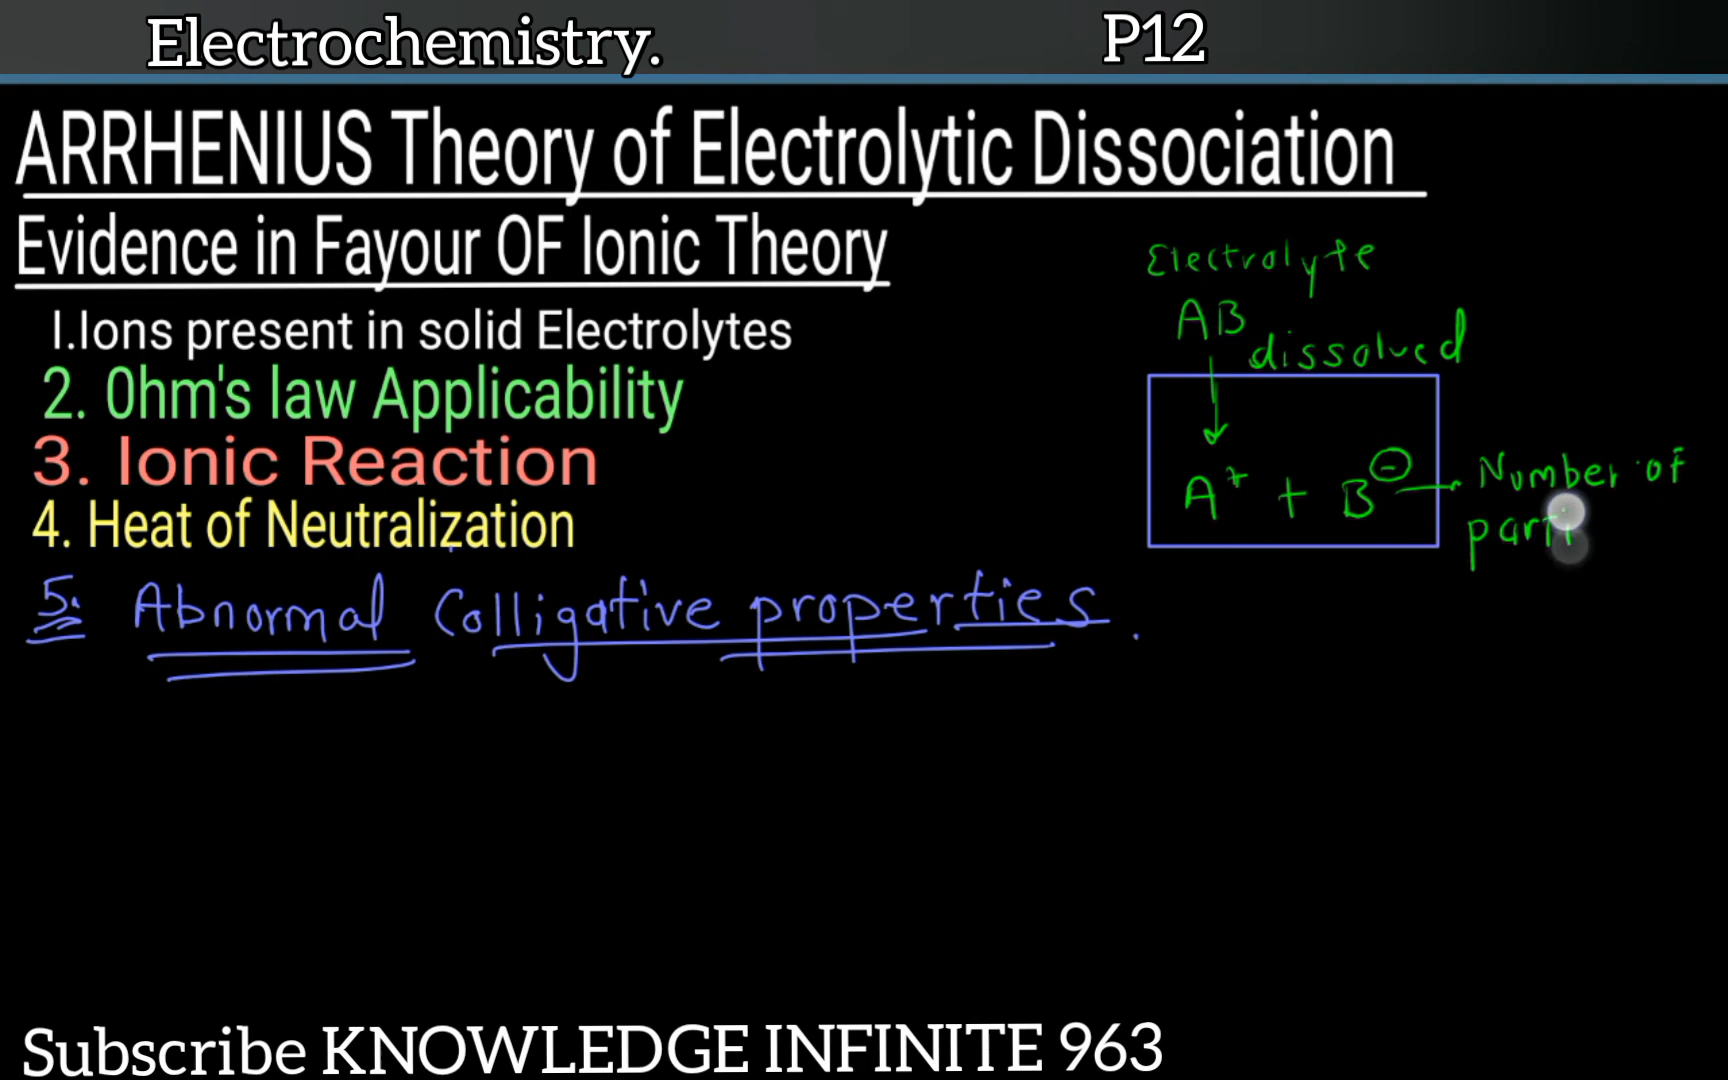 Electrochemistry. P12
ARRHENIUS Theory of Electrolytic Dissociation
Evidence in Fayour OF Ionic Theory
I.Ions present in solid Electrolytes
2. Ohm's law Applicability
3. Ionic Reaction
4. Heat of Neutralization
5. Abnormal Colligative properties.
Electrolyte
AB
dissolved
A+ + B⊖ Number of
parti
Subscribe KNOWLEDGE INFINITE 963